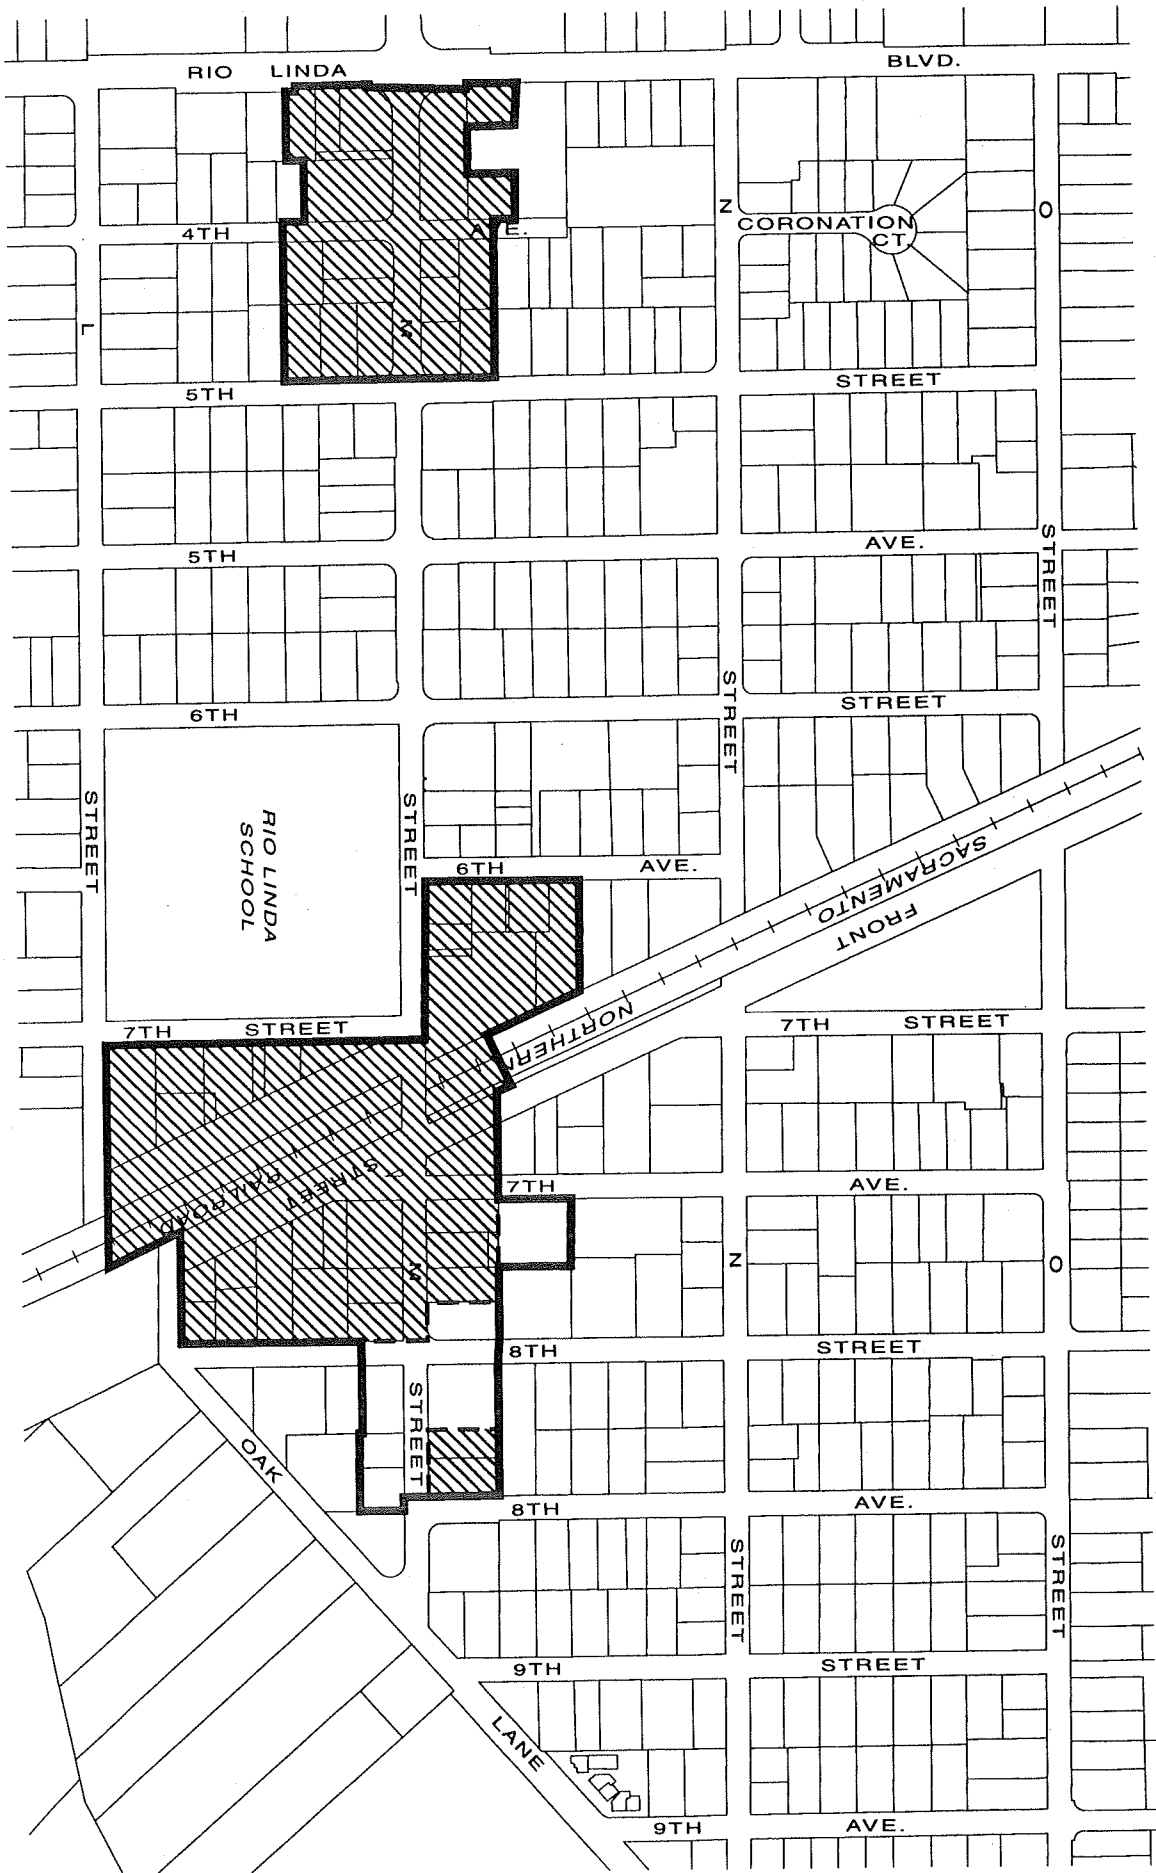 RIO LINDA BLVD.
N
CORONATION
CT.
O
4TH AVE.
L
M
5TH STREET
5TH AVE.
STREET
6TH STREET
STREET
STREET
STREET
RIO LINDA
SCHOOL
6TH AVE.
SACRAMENTO
FRONT
NORTHERN
7TH STREET
7TH STREET
STREET
RAILROAD
7TH AVE.
M
N
O
8TH STREET
STREET
OAK
8TH AVE.
STREET
STREET
9TH STREET
LANE
9TH AVE.